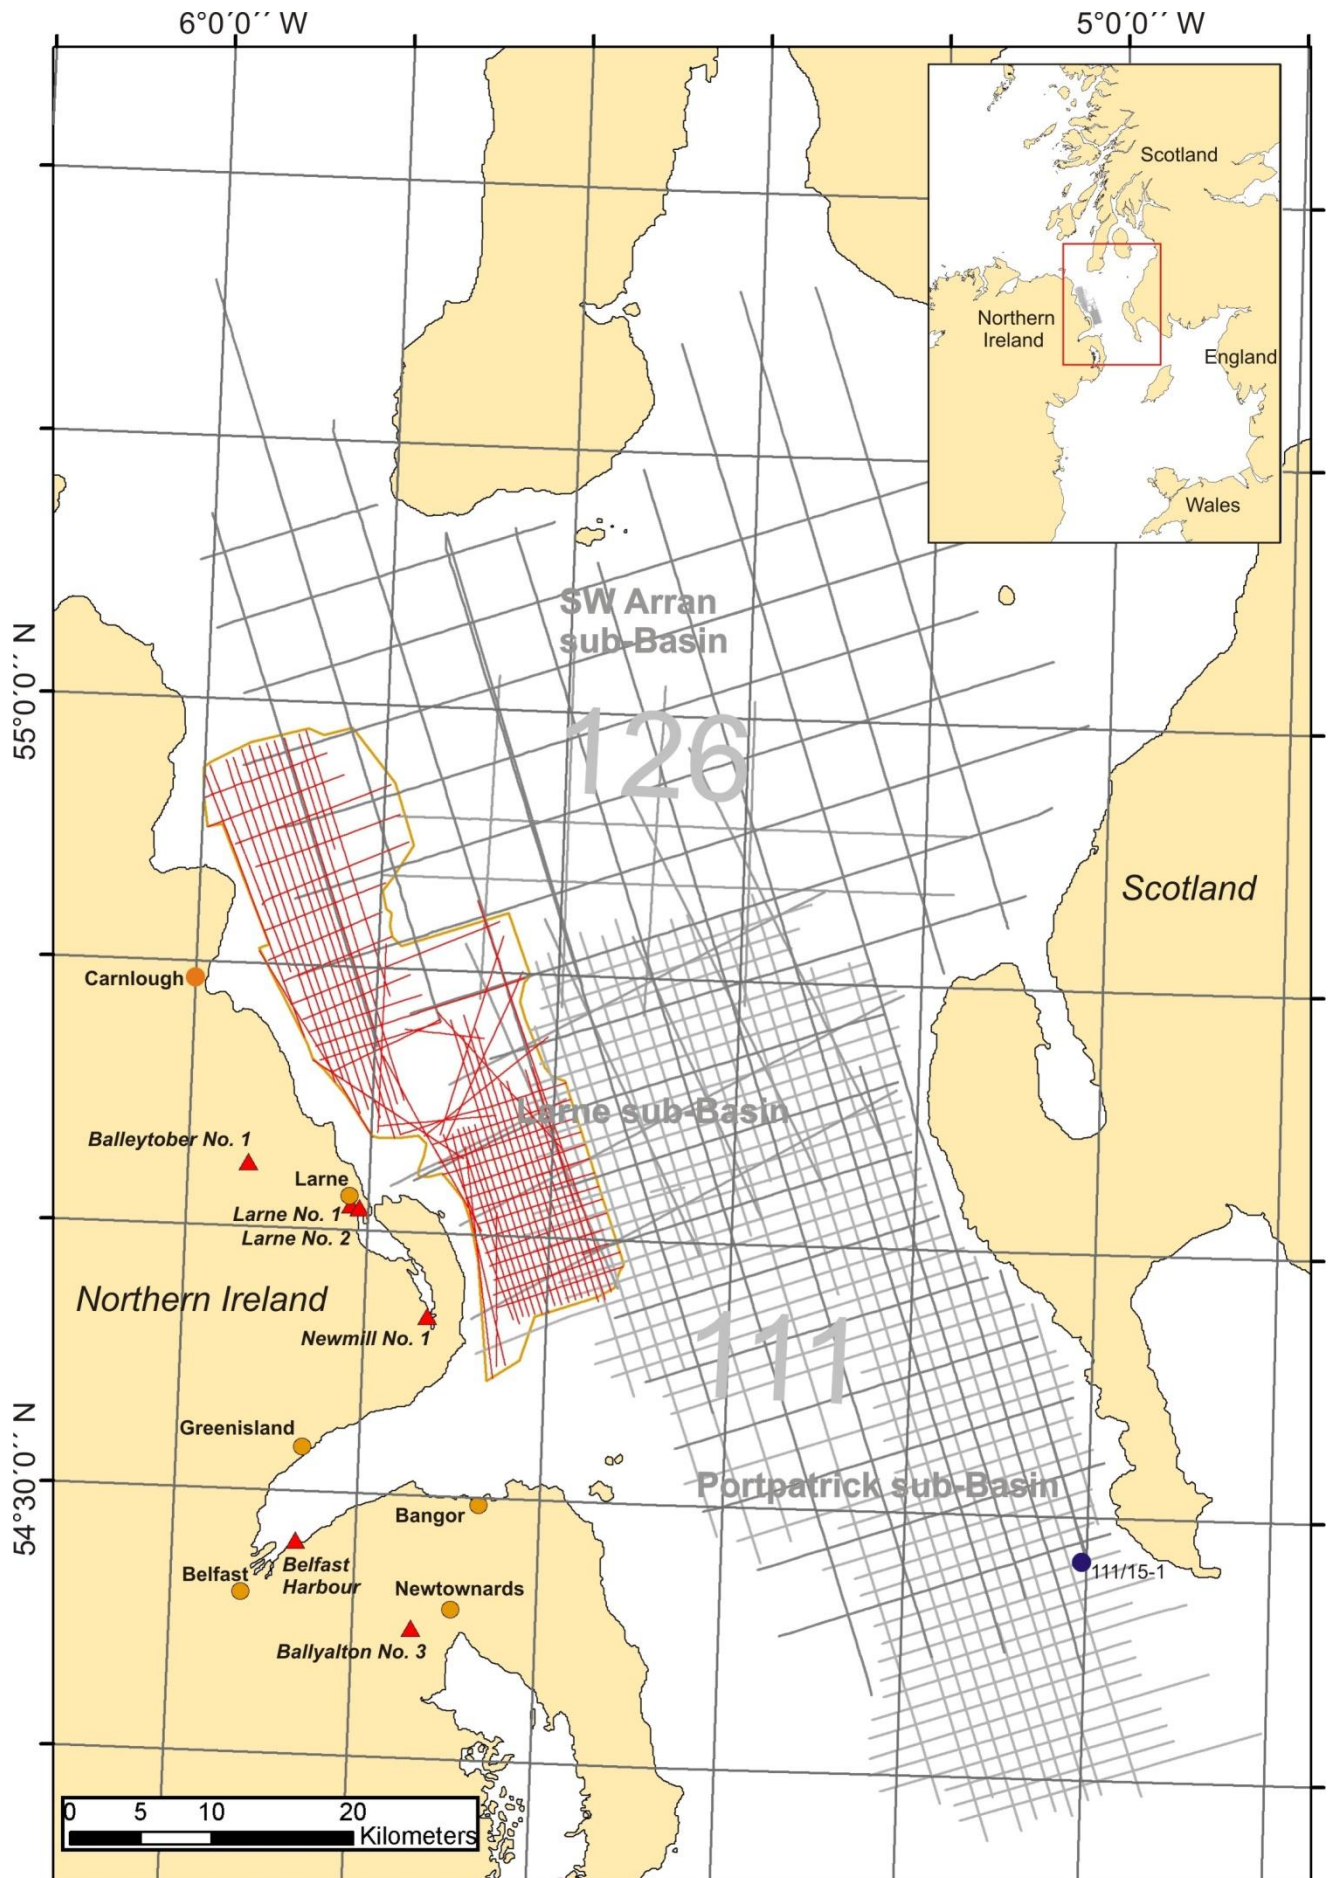 6°0´0´´ W
5°0´0´´ W
Scotland
Northern
Ireland
England
Wales
SW Arran
sub-Basin
55°0´0´´ N
126
Scotland
Carnlough
Larne sub-Basin
Balleytober No. 1
Larne
Larne No. 1
Larne No. 2
Northern Ireland
Newmill No. 1
111
Greenisland
54°30´0´´ N
Portpatrick sub-Basin
Bangor
Belfast
Harbour
111/15-1
Belfast
Newtownards
Ballyalton No. 3
0 5 10 20
Kilometers